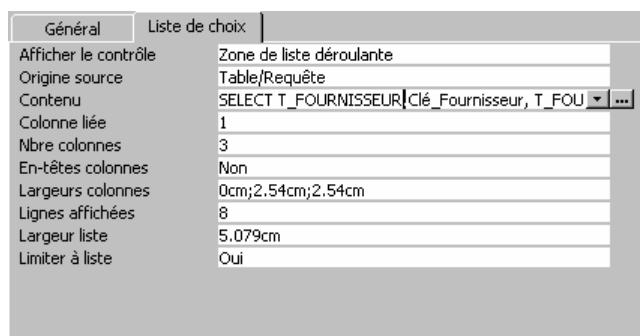 Général Liste de choix
Afficher le contrôle Zone de liste déroulante
Origine source Table/Requête
Contenu SELECT T_FOURNISSEUR.Clé_Fournisseur, T_FOU ...
Colonne liée 1
Nbre colonnes 3
En-têtes colonnes Non
Largeurs colonnes 0cm;2.54cm;2.54cm
Lignes affichées 8
Largeur liste 5.079cm
Limiter à liste Oui